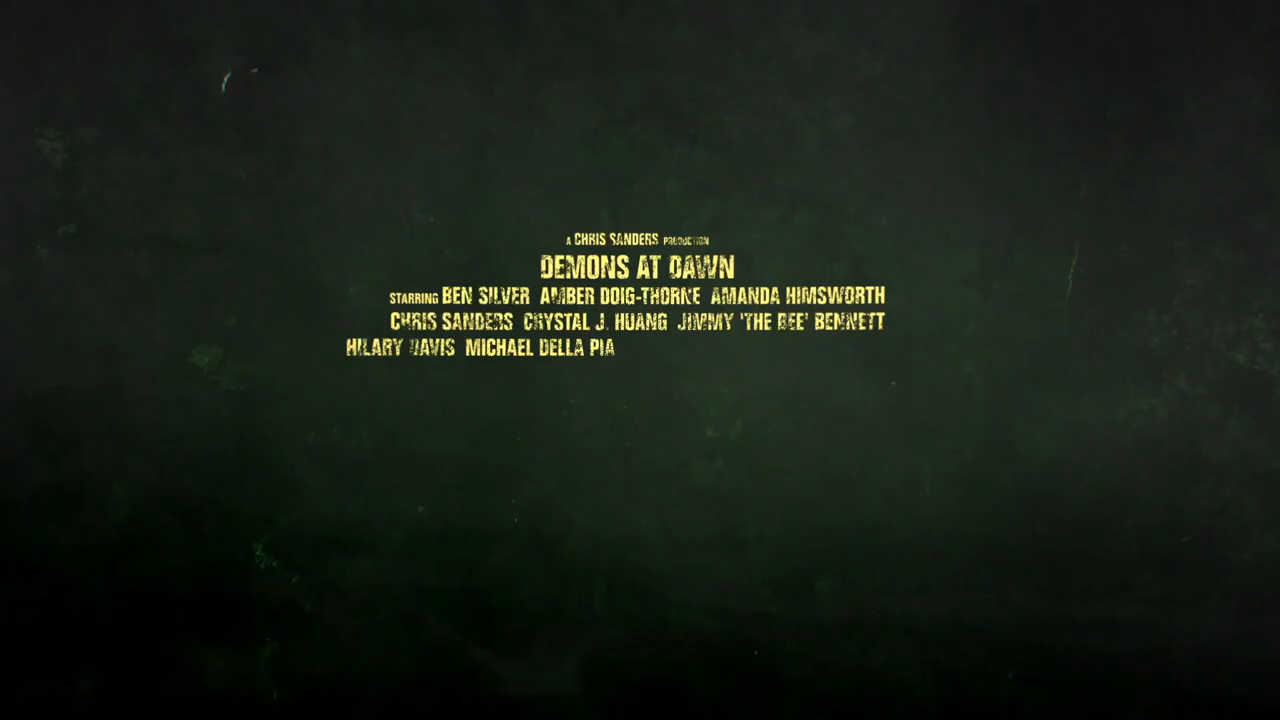 A CHRIS SANDERS PRODUCTION
DEMONS AT DAWN
STARRING BEN SILVER AMBER DOIG-THORNE AMANDA HIMSWORTH
CHRIS SANDERS CRYSTAL J. HUANG JIMMY 'THE BEE' BENNETT
HILARY DAVIS MICHAEL DELLA PIA